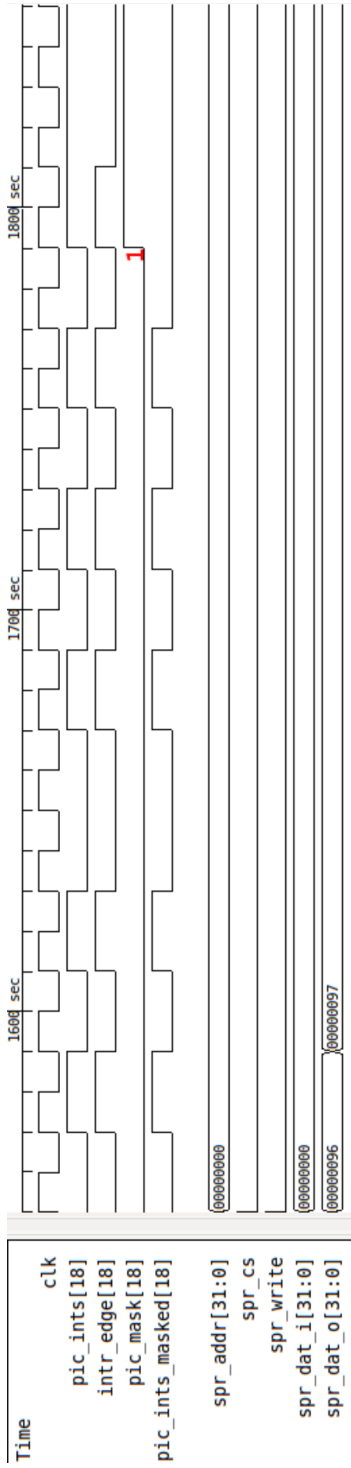 Time
clk
pic_ints[18]
intr_edge[18]
pic_mask[18]
pic_ints_masked[18]
spr_addr[31:0]
spr_cs
spr_write
spr_dat_i[31:0]
spr_dat_o[31:0]
1600 sec 1700 sec 1800 sec
1
00000000
00000000
00000096 00000097